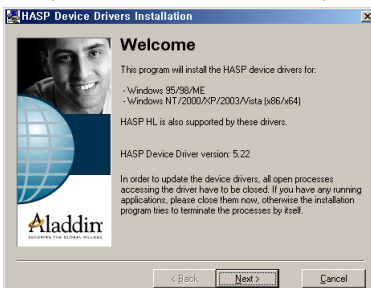 HASP Device Drivers Installation
Welcome
This program will install the HASP device drivers for:
- Windows 95/98/ME
- Windows NT/2000/XP/2003/Vista (x86/x64)
HASP HL is also supported by these drivers.
HASP Device Driver version: 5.22
In order to update the device drivers, all open processes
accessing the driver have to be closed. If you have any running
applications, please close them now, otherwise the installation
program tries to terminate the processes by itself.
Aladdin
SECURING THE GLOBAL VILLAGE
< Back
Next >
Cancel